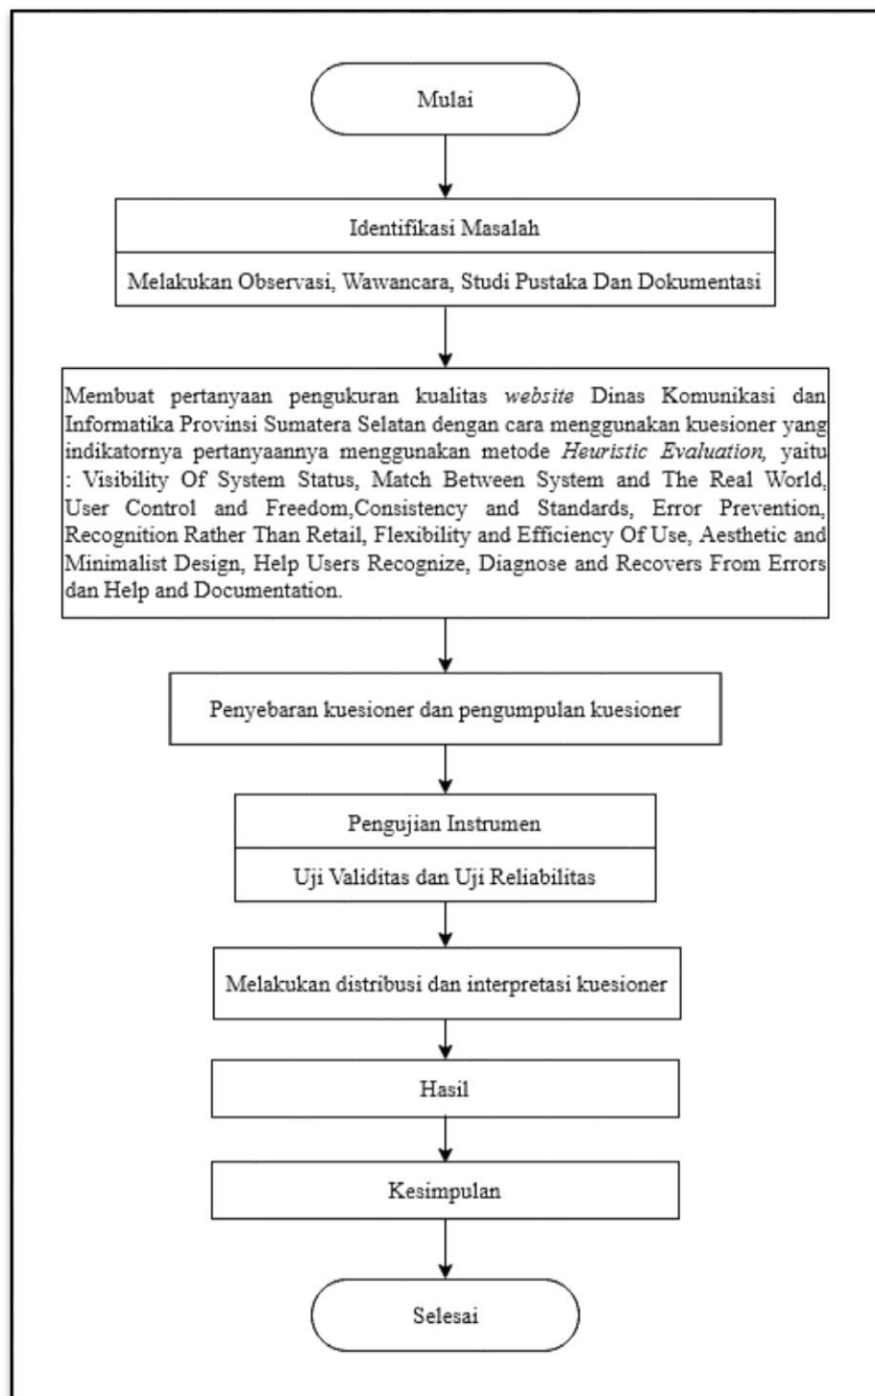 Mulai
Identifikasi Masalah
Melakukan Observasi, Wawancara, Studi Pustaka Dan Dokumentasi
Membuat pertanyaan pengukuran kualitas website Dinas Komunikasi dan
Informatika Provinsi Sumatera Selatan dengan cara menggunakan kuesioner yang
indikatornya pertanyaannya menggunakan metode Heuristic Evaluation, yaitu
: Visibility Of System Status, Match Between System and The Real World,
User Control and Freedom,Consistency and Standards, Error Prevention,
Recognition Rather Than Retail, Flexibility and Efficiency Of Use, Aesthetic and
Minimalist Design, Help Users Recognize, Diagnose and Recovers From Errors
dan Help and Documentation.
Penyebaran kuesioner dan pengumpulan kuesioner
Pengujian Instrumen
Uji Validitas dan Uji Reliabilitas
Melakukan distribusi dan interpretasi kuesioner
Hasil
Kesimpulan
Selesai